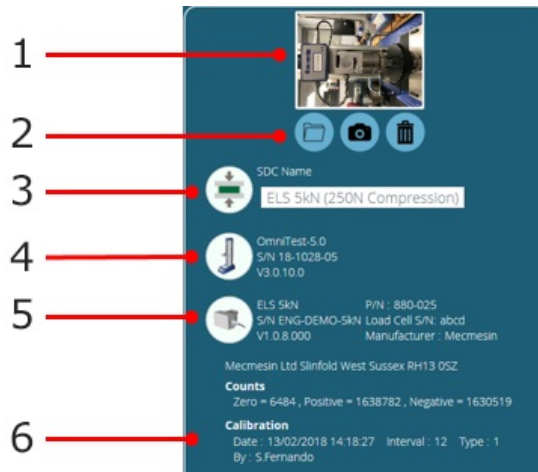 1
2
3
SDC Name
ELS 5kN (250N Compression)
4
OmniTest-5.0
S/N 18-1028-05
V3.0.10.0
5
ELS 5kN P/N : 880-025
S/N ENG-DEMO-5kN Load Cell S/N: abcd
V1.0.8.000 Manufacturer : Mecmesin
Mecmesin Ltd Slinfold West Sussex RH13 0SZ
Counts
Zero = 6484 , Positive = 1638782 , Negative = 1630519
6
Calibration
Date : 13/02/2018 14:18:27 Interval : 12 Type : 1
By : S.Fernando